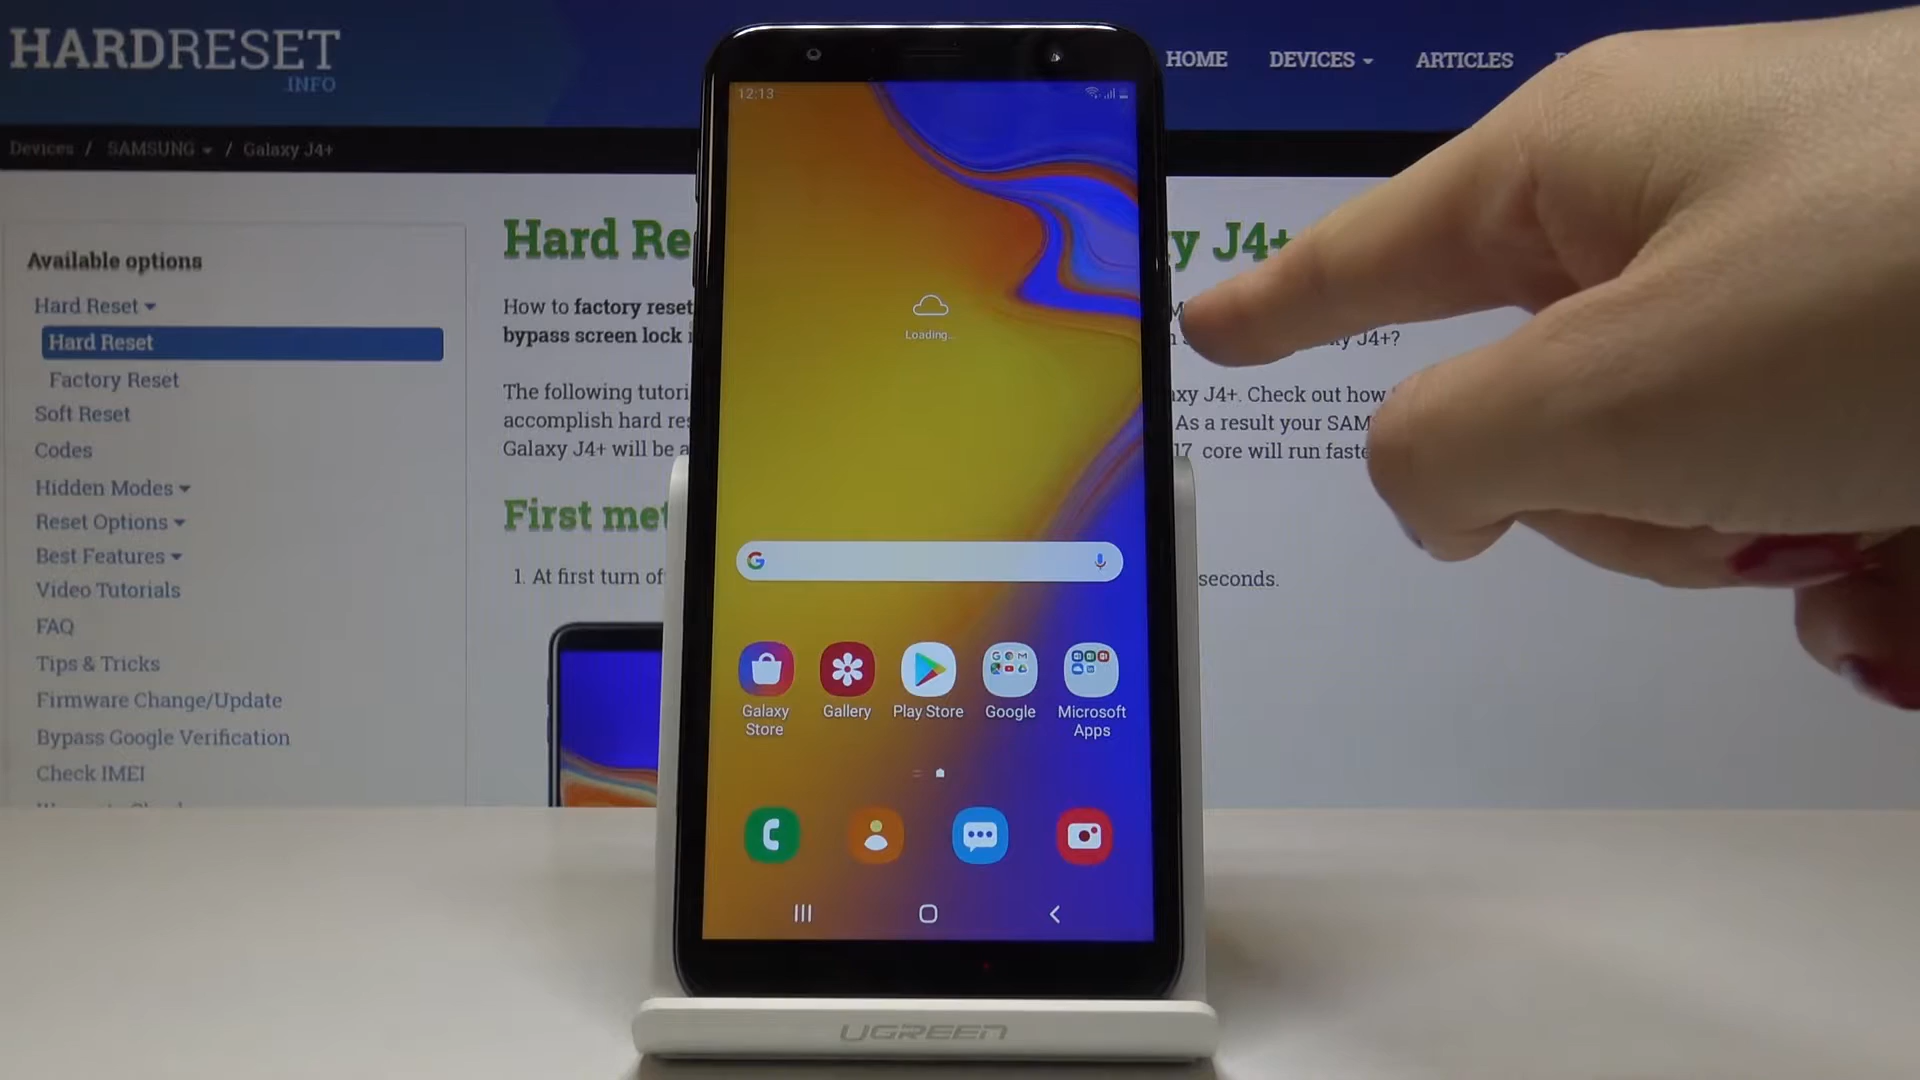 HARDRESET
.INFO
HOME
DEVICES
ARTICLES
Devices / SAMSUNG / Galaxy J4+
Available options
Hard Reset
Hard Reset
Factory Reset
Soft Reset
Codes
Hidden Modes
Reset Options
Best Features
Video Tutorials
FAQ
Tips & Tricks
Firmware Change/Update
Bypass Google Verification
Check IMEI
Hard Re
y J4+
How to factory reset
bypass screen lock
J4+?
The following tutori
xy J4+. Check out how
accomplish hard re
As a result your SAM
Galaxy J4+ will be a
17 core will run faste
First met
1. At first turn of
seconds.
12:13
Loading...
Galaxy
Store
Gallery
Play Store
Google
Microsoft
Apps
UGREEN